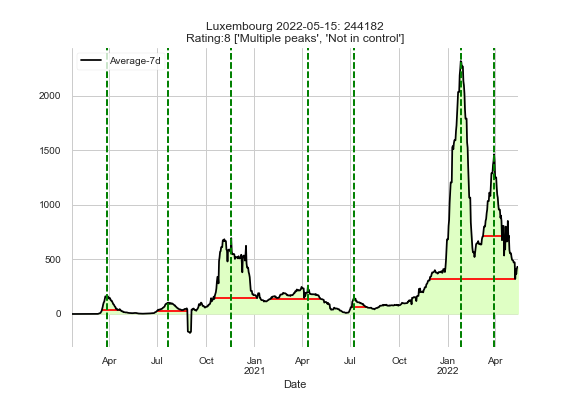 Luxembourg 2022-05-15: 244182
Rating:8 ['Multiple peaks', 'Not in control']
Average-7d
2000
1500
1000
500
0
Apr Jul Oct Jan Apr Jul Oct Jan Apr
2021 2022
Date